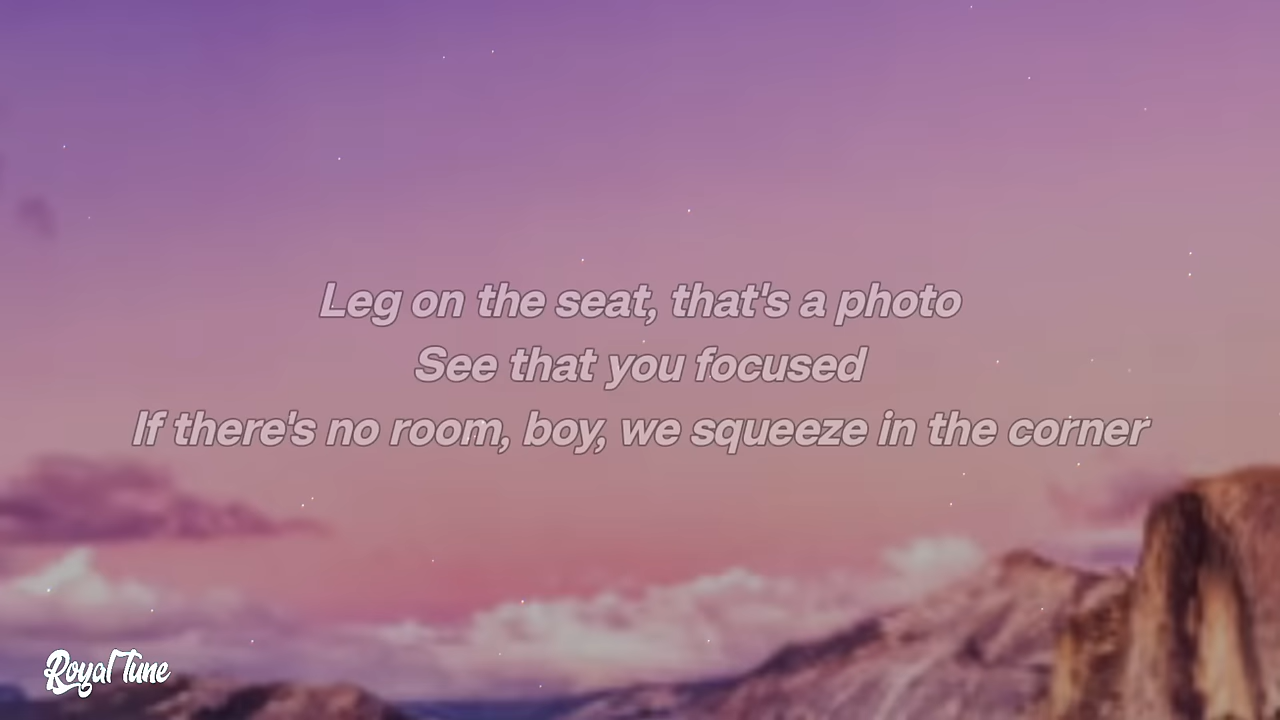 Leg on the seat, that's a photo
See that you focused
If there's no room, boy, we squeeze in the corner
Royal Tune